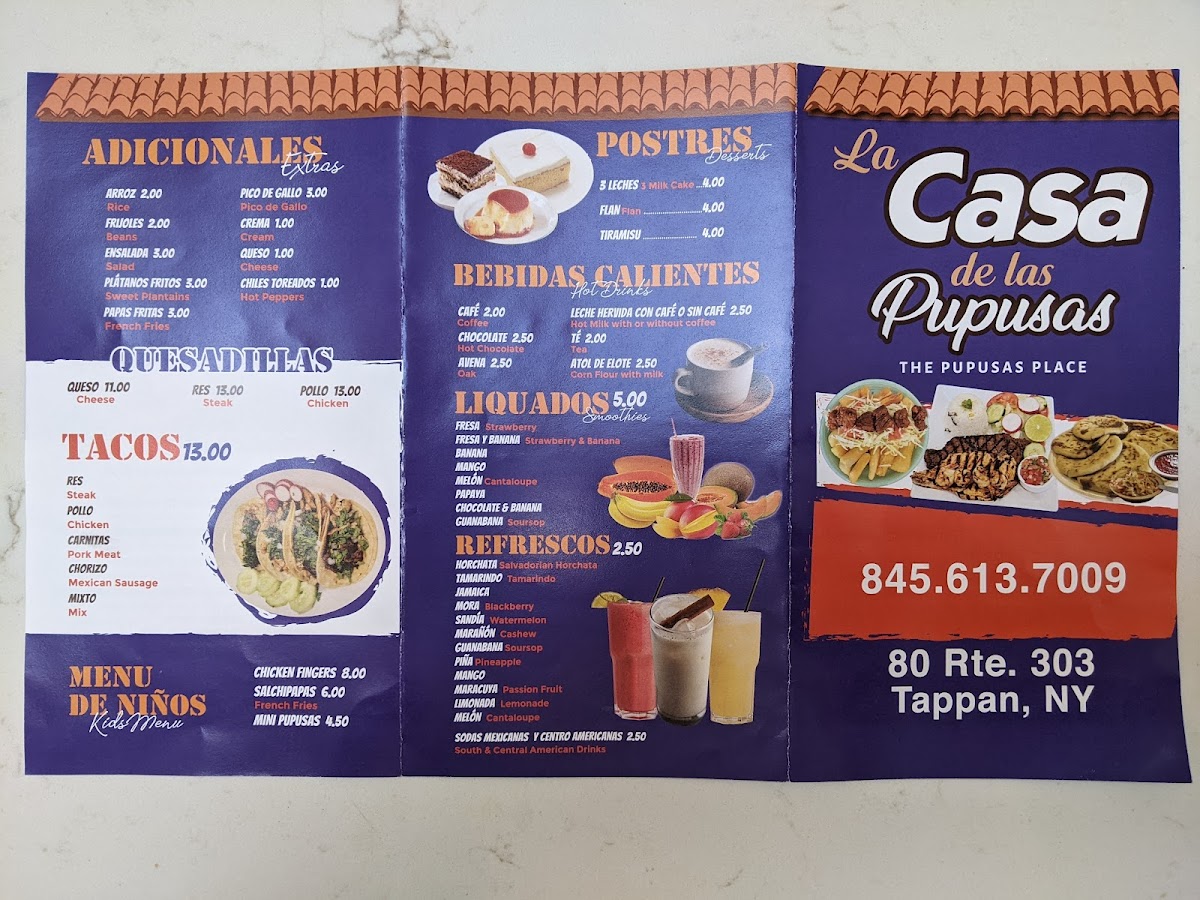 ADICIONALES
Extras
ARROZ 2.00
Rice
FRIJOLES 2.00
Beans
ENSALADA 3.00
Salad
PLÁTANOS FRITOS 3.00
Sweet Plantains
PAPAS FRITAS 3.00
French Fries
PICO DE GALLO 3.00
Pico de Gallo
CREMA 1.00
Cream
QUESO 1.00
Cheese
CHILES TOREADOS 1.00
Hot Peppers
QUESADILLAS
QUESO 11.00
Cheese
RES 13.00
Steak
POLLO 13.00
Chicken
TACOS 13.00
RES
Steak
POLLO
Chicken
CARNITAS
Pork Meat
CHORIZO
Mexican Sausage
MIXTO
Mix
MENU
DE NIÑOS
Kids Menu
CHICKEN FINGERS 8.00
SALCHIPAPAS 6.00
French Fries
MINI PUPUSAS 4.50
POSTRES
Desserts
3 LECHES 3 Milk Cake ...4.00
FLAN Flan ........................4.00
TIRAMISU ...................... 4.00
BEBIDAS CALIENTES
Hot Drinks
CAFÉ 2.00
Coffee
CHOCOLATE 2.50
Hot Chocolate
AVENA 2.50
Oak
LECHE HERVIDA CON CAFÉ O SIN CAFÉ 2.50
Hot Milk with or without coffee
TÉ 2.00
Tea
ATOL DE ELOTE 2.50
Corn Flour with milk
LIQUADOS 5.00
Smoothies
FRESA Strawberry
FRESA Y BANANA Strawberry & Banana
BANANA
MANGO
MELÓN Cantaloupe
PAPAYA
CHOCOLATE & BANANA
GUANABANA Soursop
REFRESCOS 2.50
HORCHATA Salvadorian Horchata
TAMARINDO Tamarindo
JAMAICA
MORA Blackberry
SANDÍA Watermelon
MARAÑÓN Cashew
GUANABANA Soursop
PIÑA Pineapple
MANGO
MARACUYA Passion Fruit
LIMONADA Lemonade
MELÓN Cantaloupe
SODAS MEXICANAS Y CENTRO AMERICANAS 2.50
South & Central American Drinks
La
Casa
de las
Pupusas
THE PUPUSAS PLACE
845.613.7009
80 Rte. 303
Tappan, NY